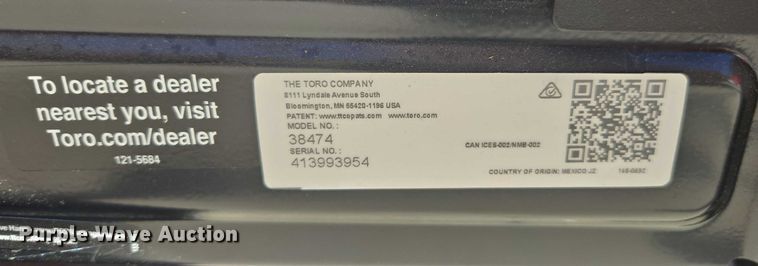 To locate a dealer
nearest you, visit
Toro.com/dealer
121-5684
THE TORO COMPANY
8111 Lyndale Avenue South
Bloomington, MN 55420-1196 USA
PATENT: www.ttcopats.com www.toro.com
MODEL NO.:
38474
SERIAL NO.:
413993954
CAN ICES-002/NMB-002
COUNTRY OF ORIGIN: MEXICO-JZ
Purple Wave Auction